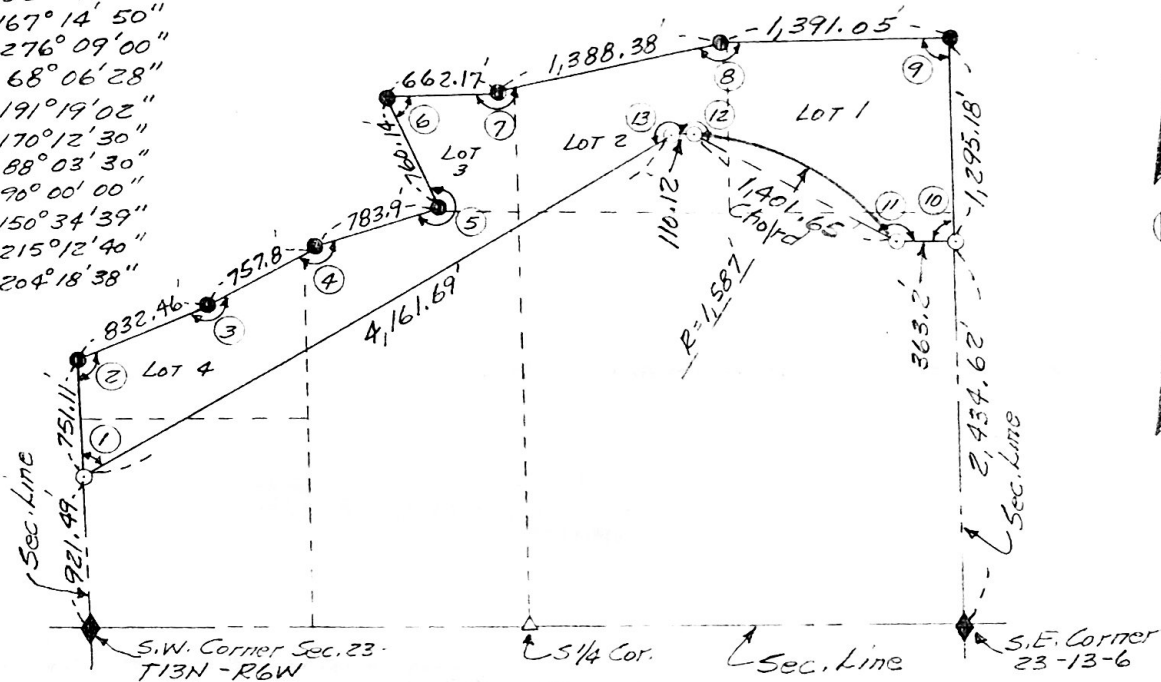 167° 14' 50"
276° 09' 00"
68° 06' 28"
191° 19' 02"
170° 12' 30"
88° 03' 30"
90° 00' 00"
150° 34' 39"
215° 12' 40"
204° 18' 38"
662.17'
1,388.38'
1,391.05'
6
7
8
9
13
12
LOT 1
LOT 2
LOT 3
760.14
110.12
1,401.65
Chord
1,295.18'
11
10
783.9
5
757.8
4
832.46
3
4,161.69'
R=1,587'
363.2'
2
LOT 4
751.11
1
2,434.62'
Sec. Line
Sec. Line
921.49
S.W. Corner Sec. 23-
T13N-R6W
S1/4 Cor.
Sec. Line
S.E. Corner
23-13-6